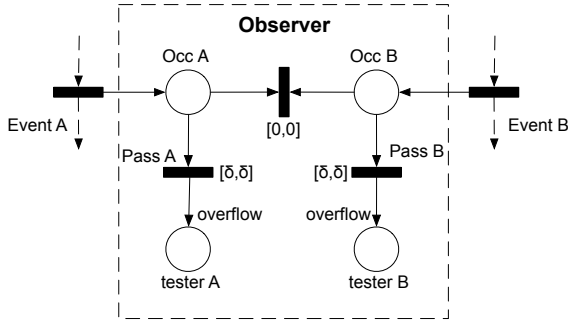 Observer
Occ A
Occ B
Event A
[0,0]
Event B
Pass A
[δ,δ]
[δ,δ]
Pass B
overflow
overflow
tester A
tester B